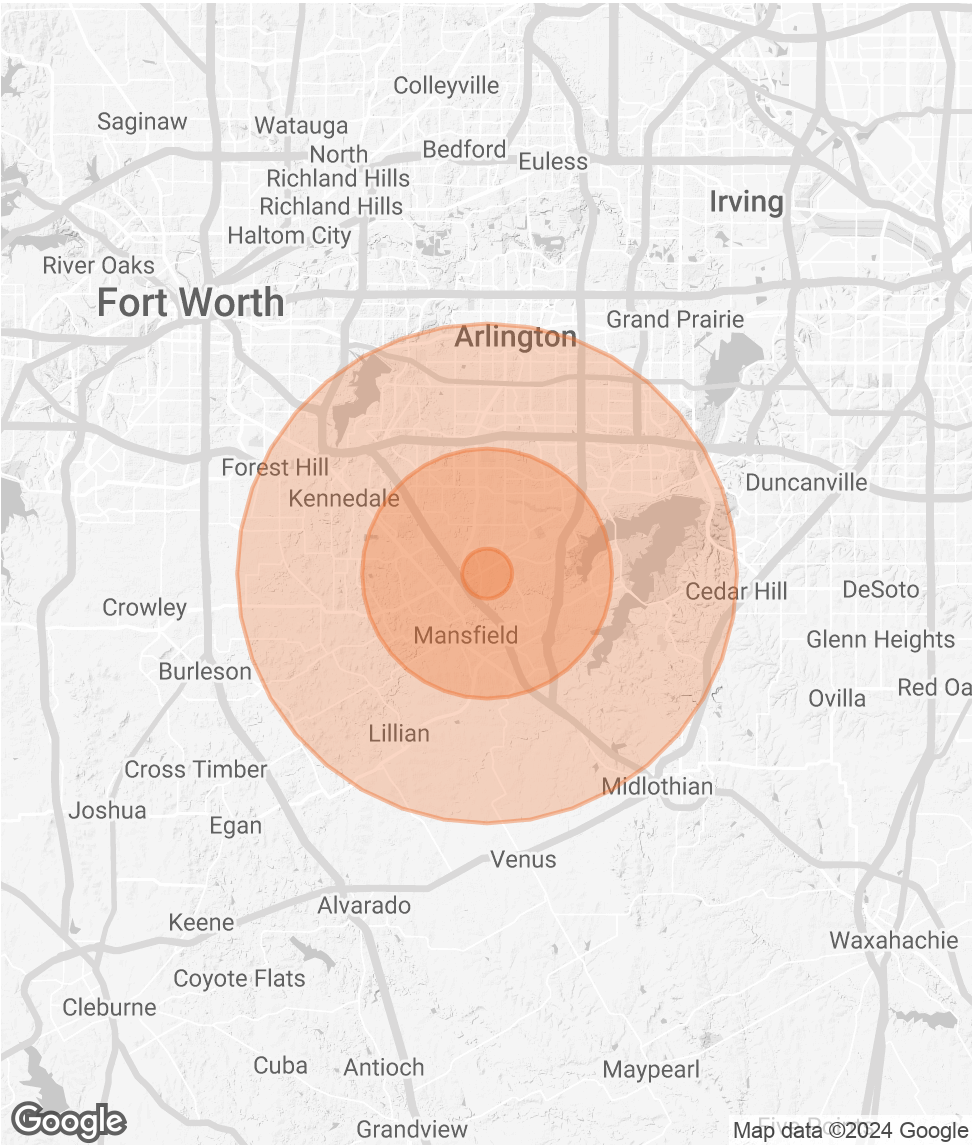 Colleyville
Saginaw
Watauga
North
Richland Hills
Bedford
Euless
Richland Hills
Irving
Haltom City
River Oaks
Fort Worth
Grand Prairie
Arlington
Forest Hill
Kennedale
Duncanville
Cedar Hill
DeSoto
Crowley
Mansfield
Glenn Heights
Burleson
Ovilla
Red Oa
Lillian
Cross Timber
Midlothian
Joshua
Egan
Venus
Alvarado
Keene
Waxahachie
Coyote Flats
Cleburne
Cuba
Antioch
Maypearl
Google
Grandview
Map data ©2024 Google